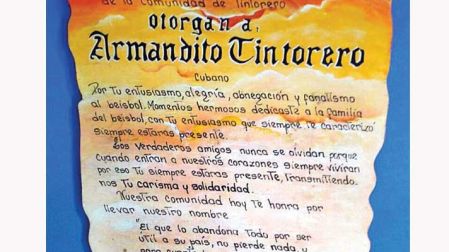 de la comunidad de Tintorero
otorgan a:
Armandito Tintorero
Cubano
Por Tu entusiasmo, alegría, abnegación y fanatismo
al beisbol. Momentos hermosos dedicaste a la familia
del beisbol, con Tu entusiasmo que siempre te caracterizó
siempre estaras presente.
Los verdaderos amigos nunca se olvidan porque
cuando entran a nuestros corazones siempre vivirán
por eso Tu siempre estaras presente, Transmitiendo
nos Tu carisma y solidaridad.
Nuestra comunidad hoy Te honra por
llevar nuestro nombre
"El que lo abandona Todo por ser
útil a su país, no pierde nada y